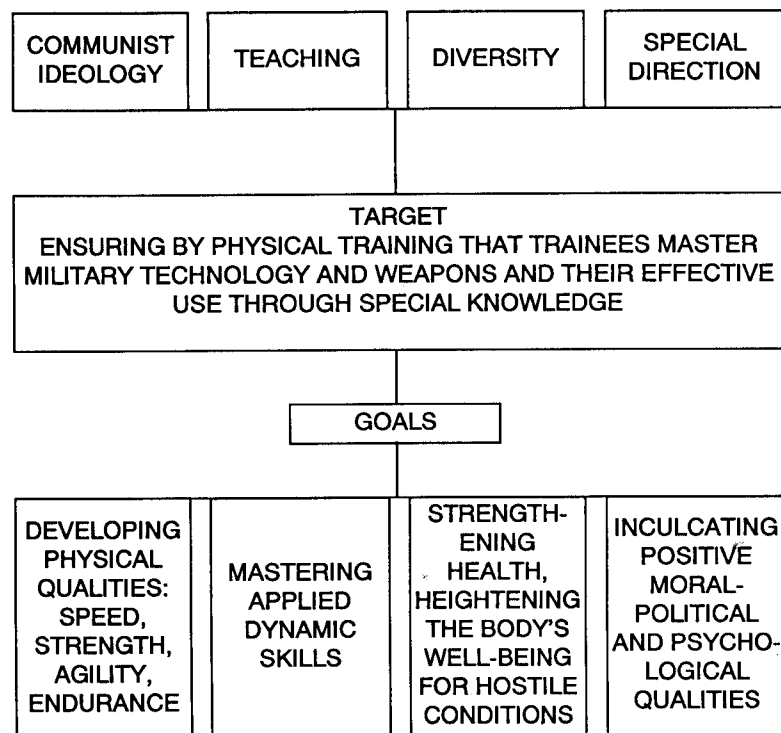 COMMUNIST
IDEOLOGY
TEACHING
DIVERSITY
SPECIAL
DIRECTION
TARGET
ENSURING BY PHYSICAL TRAINING THAT TRAINEES MASTER
MILITARY TECHNOLOGY AND WEAPONS AND THEIR EFFECTIVE
USE THROUGH SPECIAL KNOWLEDGE
GOALS
DEVELOPING
PHYSICAL
QUALITIES:
SPEED,
STRENGTH,
AGILITY,
ENDURANCE
MASTERING
APPLIED
DYNAMIC
SKILLS
STRENGTH-
ENING
HEALTH,
HEIGHTENING
THE BODY'S
WELL-BEING
FOR HOSTILE
CONDITIONS
INCULCATING
POSITIVE
MORAL-
POLITICAL
AND PSYCHO-
LOGICAL
QUALITIES